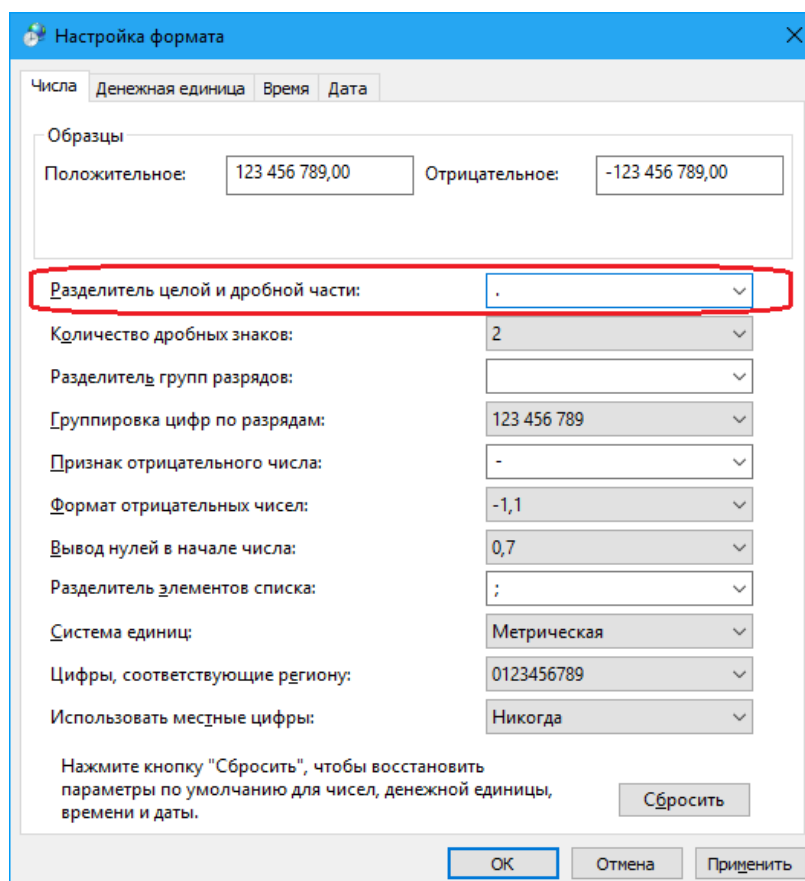 Настройка формата
Числа Денежная единица Время Дата
Образцы
Положительное: 123 456 789,00 Отрицательное: -123 456 789,00
Разделитель целой и дробной части: .
Количество дробных знаков: 2
Разделитель групп разрядов:
Группировка цифр по разрядам: 123 456 789
Признак отрицательного числа: -
Формат отрицательных чисел: -1,1
Вывод нулей в начале числа: 0,7
Разделитель элементов списка: ;
Система единиц: Метрическая
Цифры, соответствующие региону: 0123456789
Использовать местные цифры: Никогда
Нажмите кнопку "Сбросить", чтобы восстановить
параметры по умолчанию для чисел, денежной единицы,
времени и даты.
Сбросить
ОК Отмена Применить